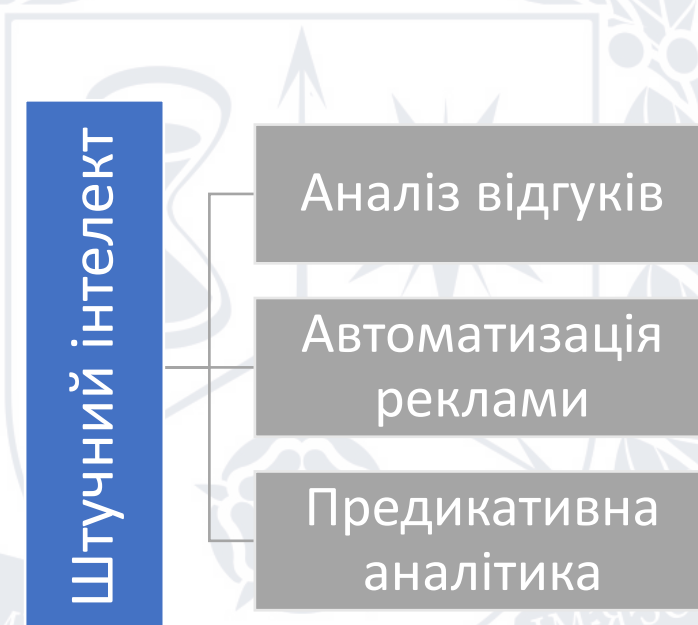 Штучний інтелект
Аналіз відгуків
Автоматизація
реклами
Предикативна
аналітика